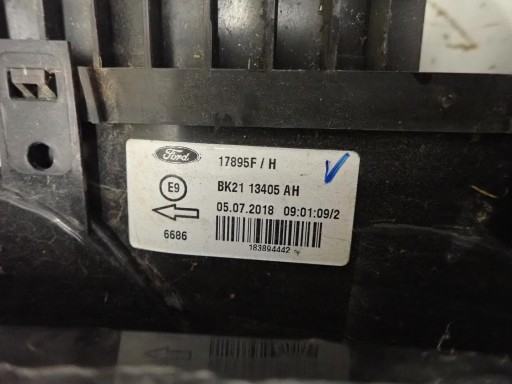 Ford
17895F / H
E9
BK21 13405 AH
05.07.2018 09:01:09/2
6686
183894442